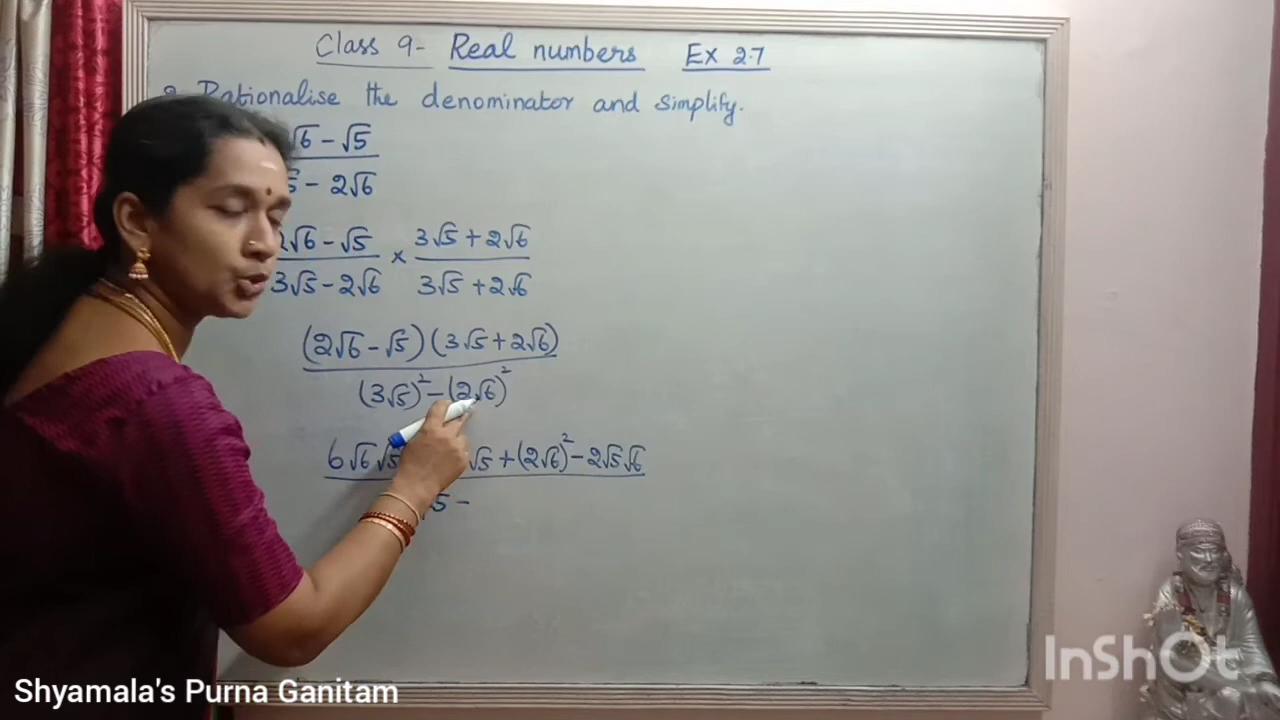 Class 9- Real numbers Ex 2.7
Rationalise the denominator and simplify.
√6 - √5
- 2√6
2√6 - √5 × 3√5 + 2√6
3√5 - 2√6 3√5 + 2√6
(2√6 - √5) (3√5 + 2√6)
(3√5)² - (2√6)²
6√6√5 √5 + (2√6)² - 2√5√6
√5 -
InShOt
Shyamala's Purna Ganitam